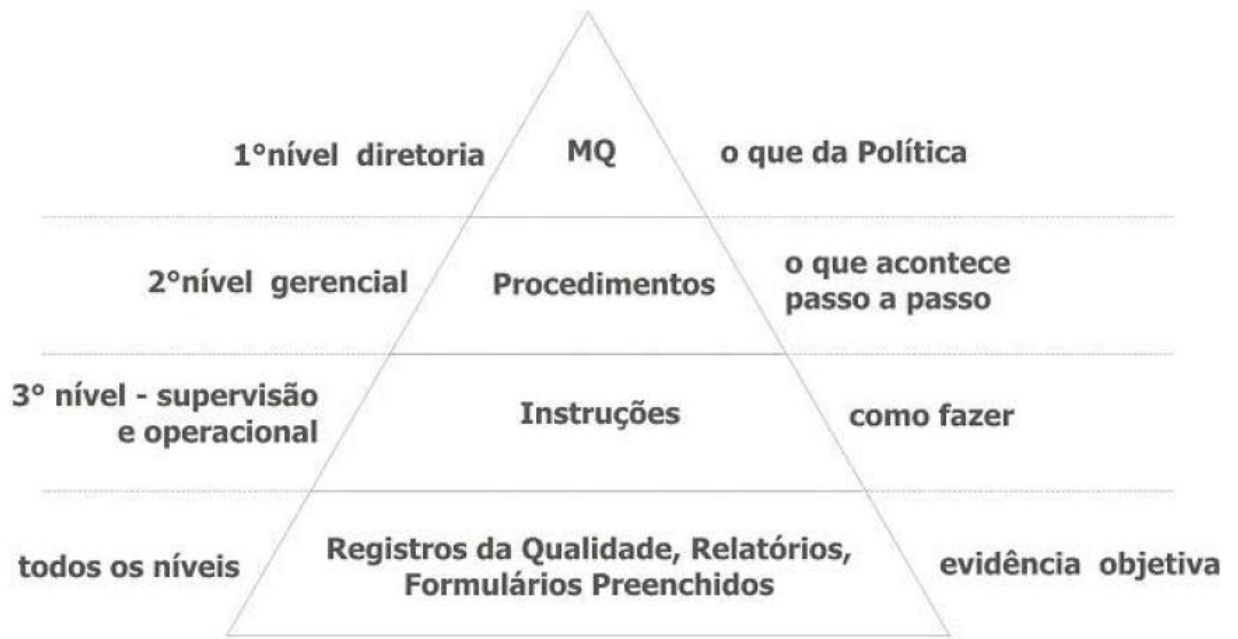 1°nível diretoria
MQ
o que da Política
2°nível gerencial
Procedimentos
o que acontece
passo a passo
3° nível - supervisão
e operacional
Instruções
como fazer
todos os níveis
Registros da Qualidade, Relatórios,
Formulários Preenchidos
evidência objetiva